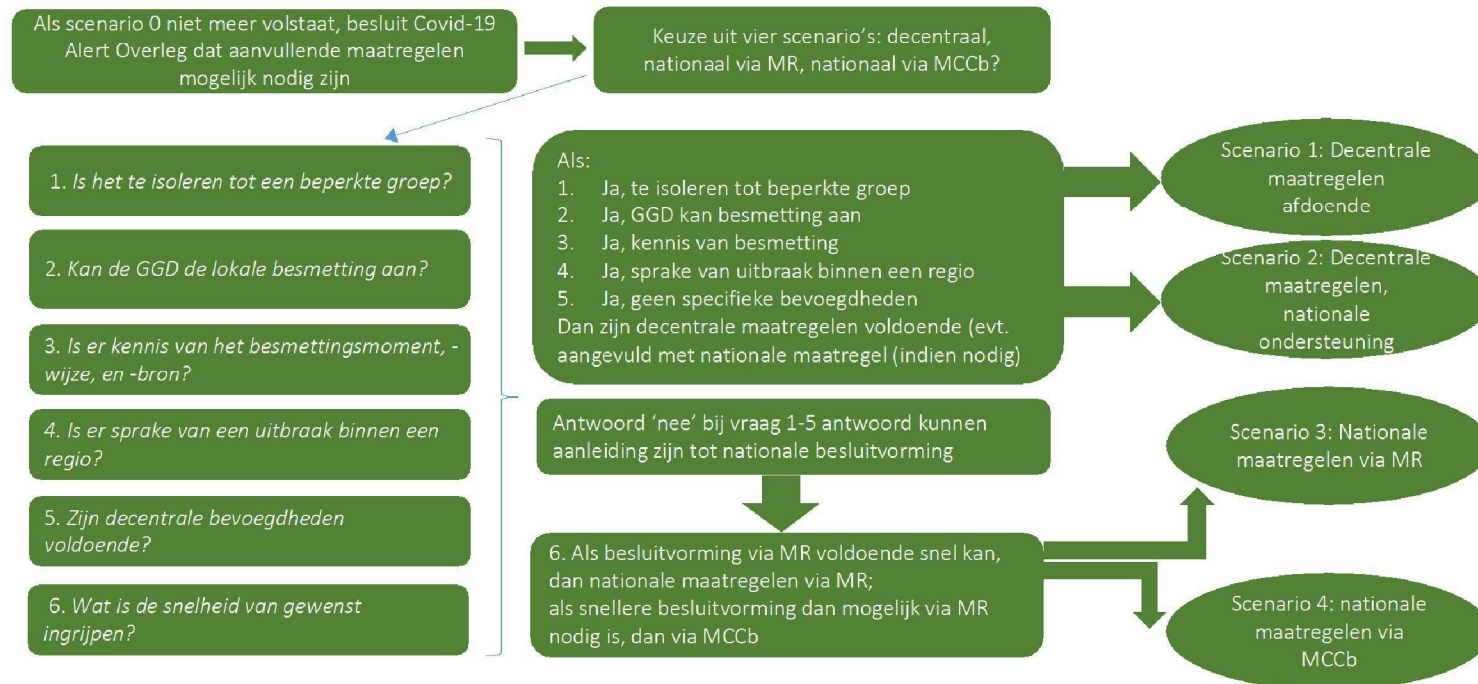 Als scenario 0 niet meer volstaat, besluit Covid-19
Alert Overleg dat aanvullende maatregelen
mogelijk nodig zijn
Keuze uit vier scenario's: decentraal,
nationaal via MR, nationaal via MCCb?
1. Is het te isoleren tot een beperkte groep?
2. Kan de GGD de lokale besmetting aan?
3. Is er kennis van het besmettingsmoment, -
wijze, en -bron?
4. Is er sprake van een uitbraak binnen een
regio?
5. Zijn decentrale bevoegdheden
voldoende?
6. Wat is de snelheid van gewenst
ingrijpen?
Als:
1. Ja, te isoleren tot beperkte groep
2. Ja, GGD kan besmetting aan
3. Ja, kennis van besmetting
4. Ja, sprake van uitbraak binnen een regio
5. Ja, geen specifieke bevoegdheden
Dan zijn decentrale maatregelen voldoende (evt.
aangevuld met nationale maatregel (indien nodig)
Antwoord 'nee' bij vraag 1-5 antwoord kunnen
aanleiding zijn tot nationale besluitvorming
6. Als besluitvorming via MR voldoende snel kan,
dan nationale maatregelen via MR;
als snellere besluitvorming dan mogelijk via MR
nodig is, dan via MCCb
Scenario 1: Decentrale
maatregelen
afdoende
Scenario 2: Decentrale
maatregelen,
nationale
ondersteuning
Scenario 3: Nationale
maatregelen via MR
Scenario 4: nationale
maatregelen via
MCCb